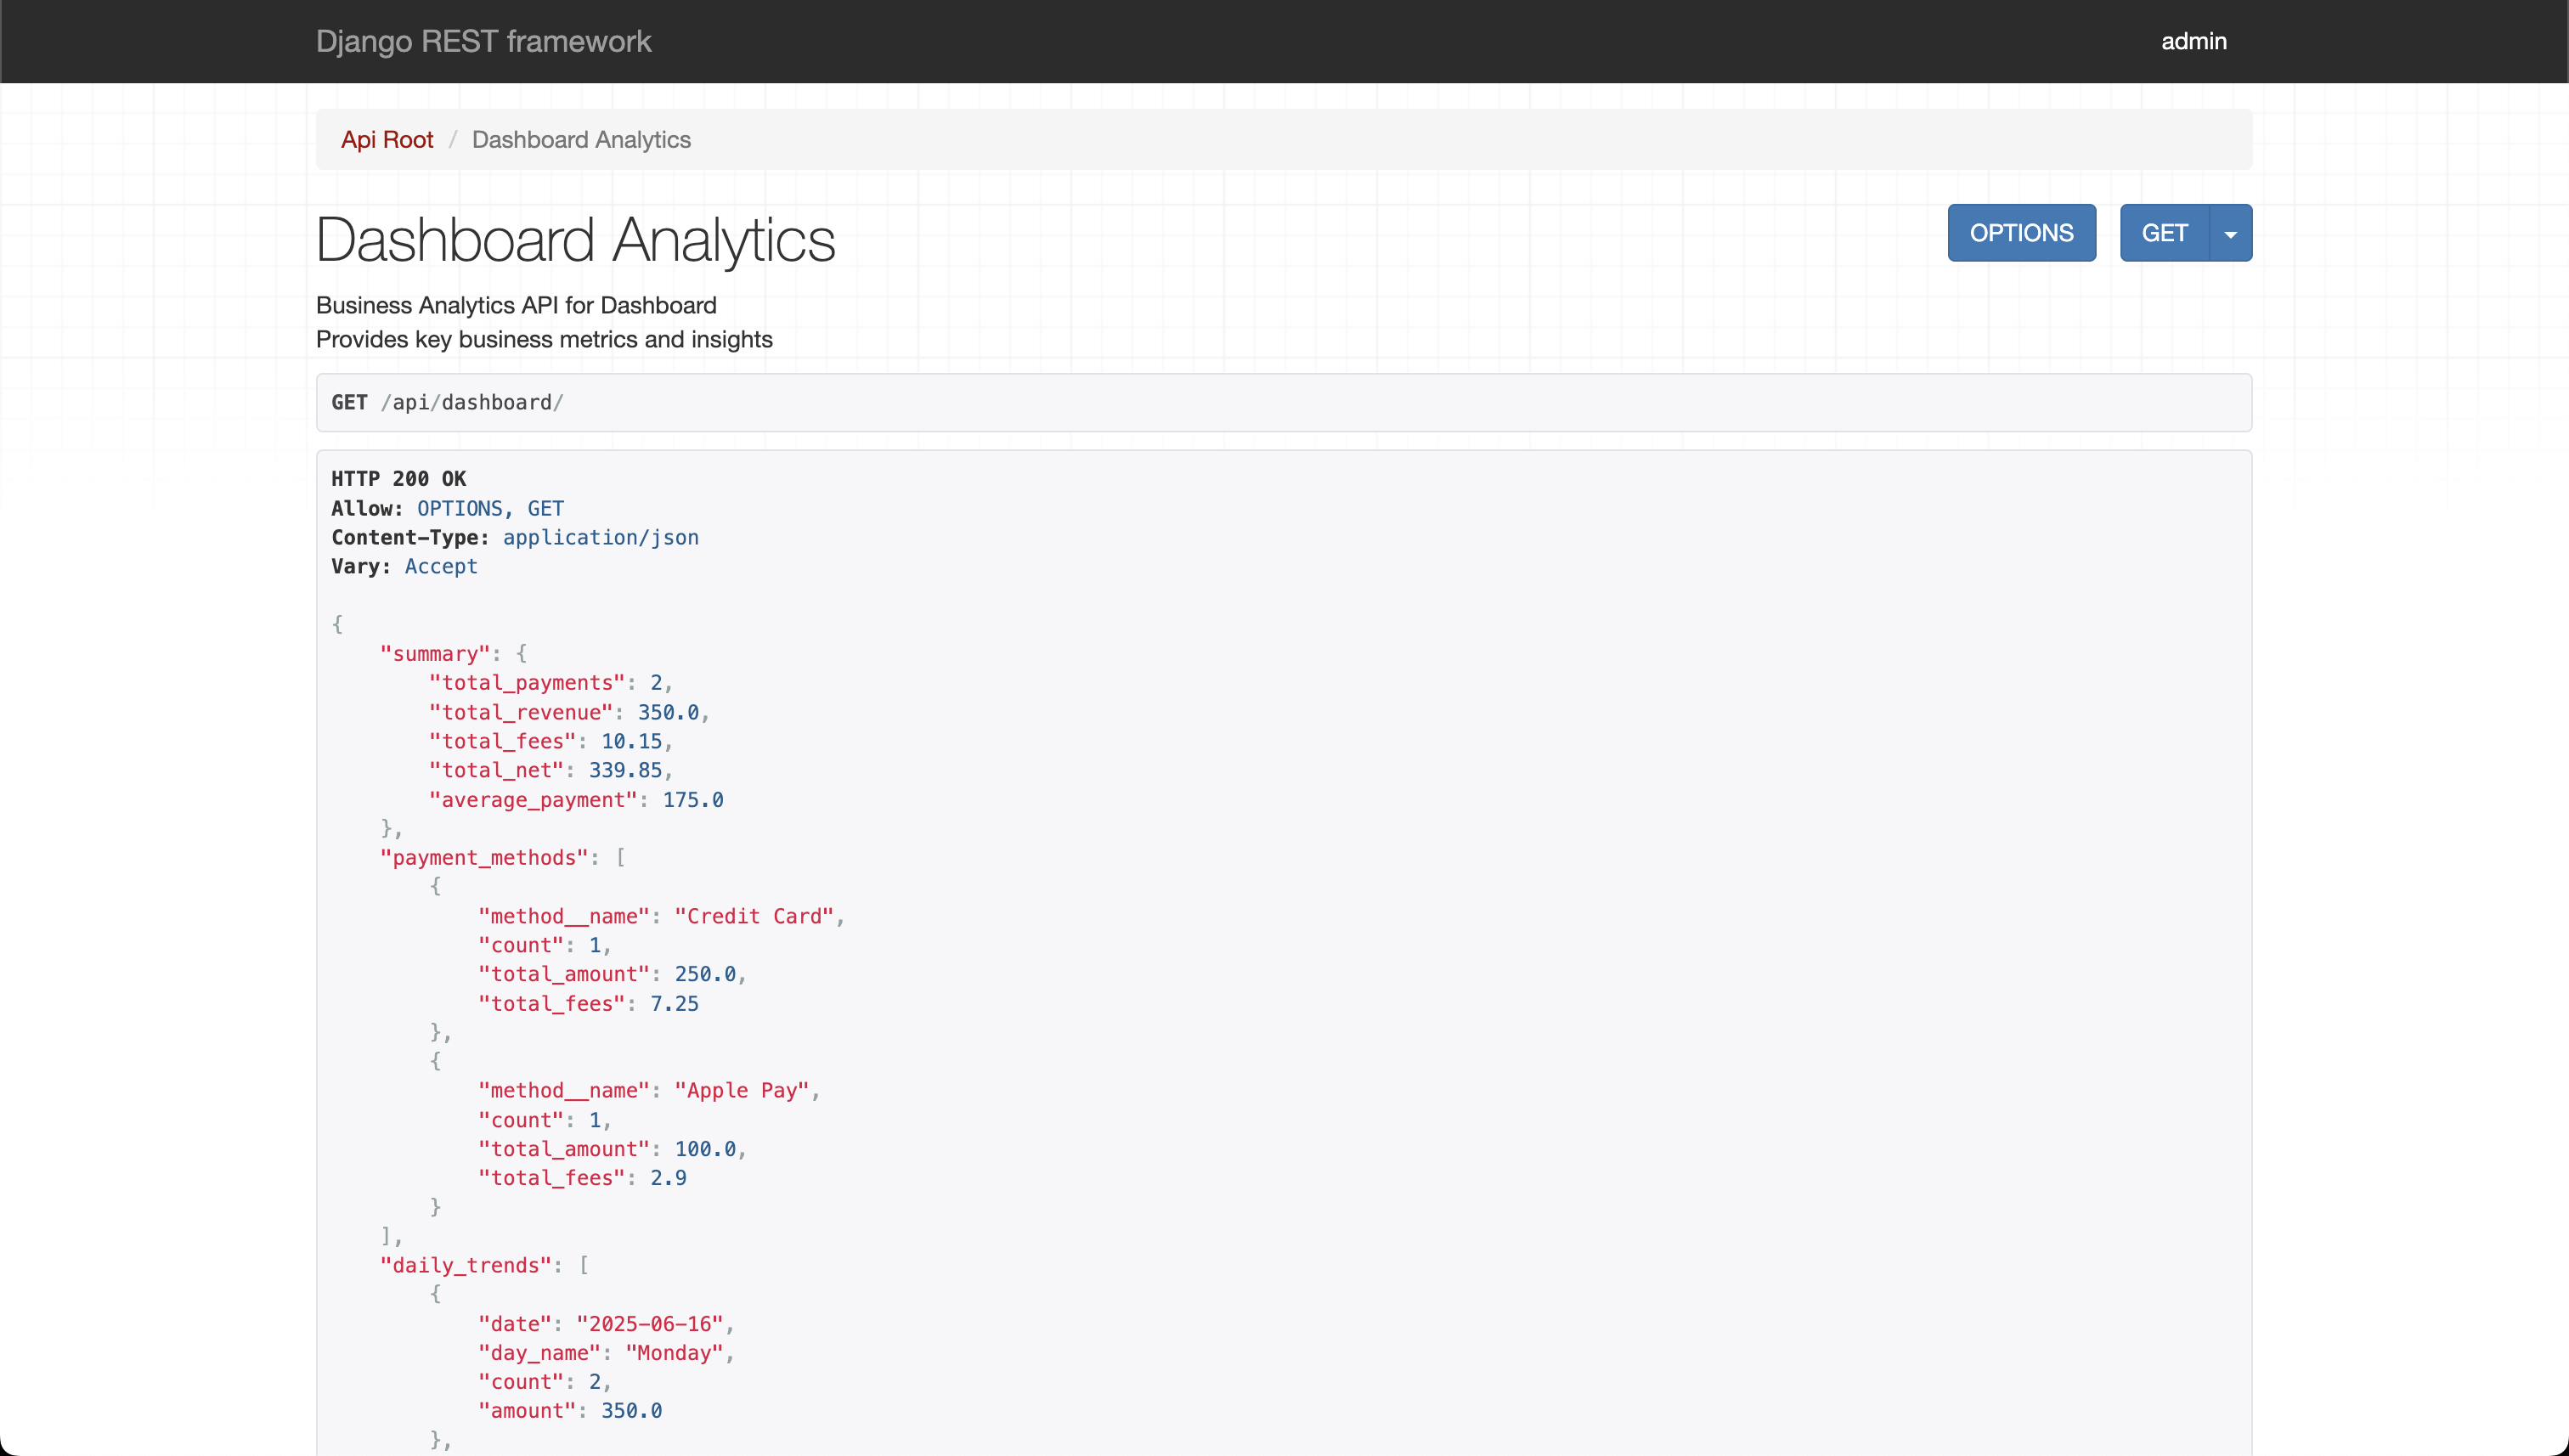 Django REST framework
admin
Api Root / Dashboard Analytics
Dashboard Analytics
OPTIONS
GET
Business Analytics API for Dashboard
Provides key business metrics and insights
GET /api/dashboard/
HTTP 200 OK
Allow: OPTIONS, GET
Content-Type: application/json
Vary: Accept
{
    "summary": {
        "total_payments": 2,
        "total_revenue": 350.0,
        "total_fees": 10.15,
        "total_net": 339.85,
        "average_payment": 175.0
    },
    "payment_methods": [
        {
            "method__name": "Credit Card",
            "count": 1,
            "total_amount": 250.0,
            "total_fees": 7.25
        },
        {
            "method__name": "Apple Pay",
            "count": 1,
            "total_amount": 100.0,
            "total_fees": 2.9
        }
    ],
    "daily_trends": [
        {
            "date": "2025-06-16",
            "day_name": "Monday",
            "count": 2,
            "amount": 350.0
        },